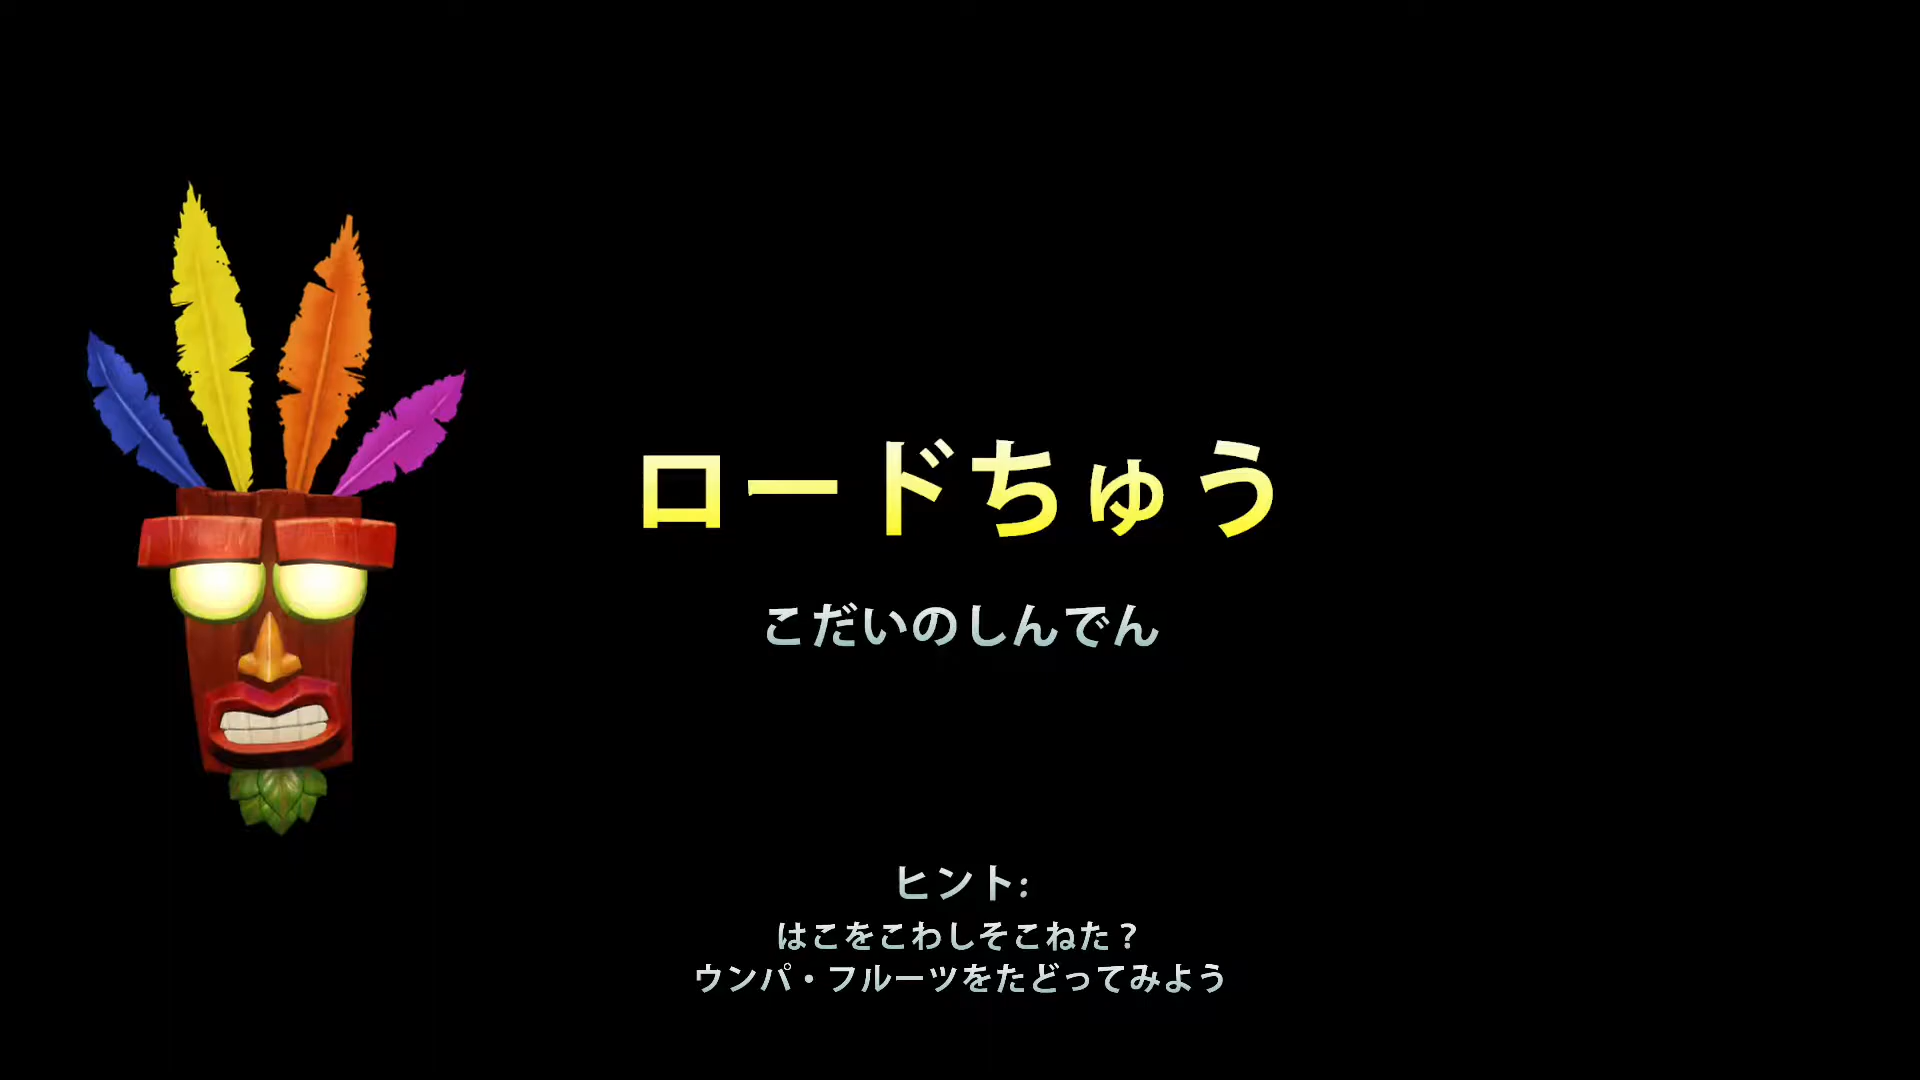 ロードちゅう
こだいのしんでん
ヒント:
はこをこわしそこねた？
ウンパ・フルーツをたどってみよう